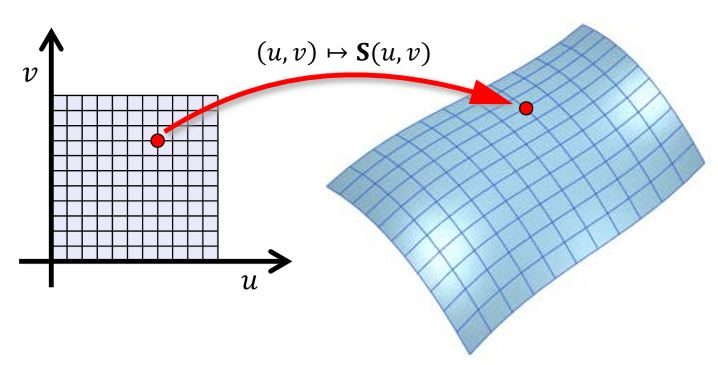 (u, v) ↦ S(u, v)
v
u